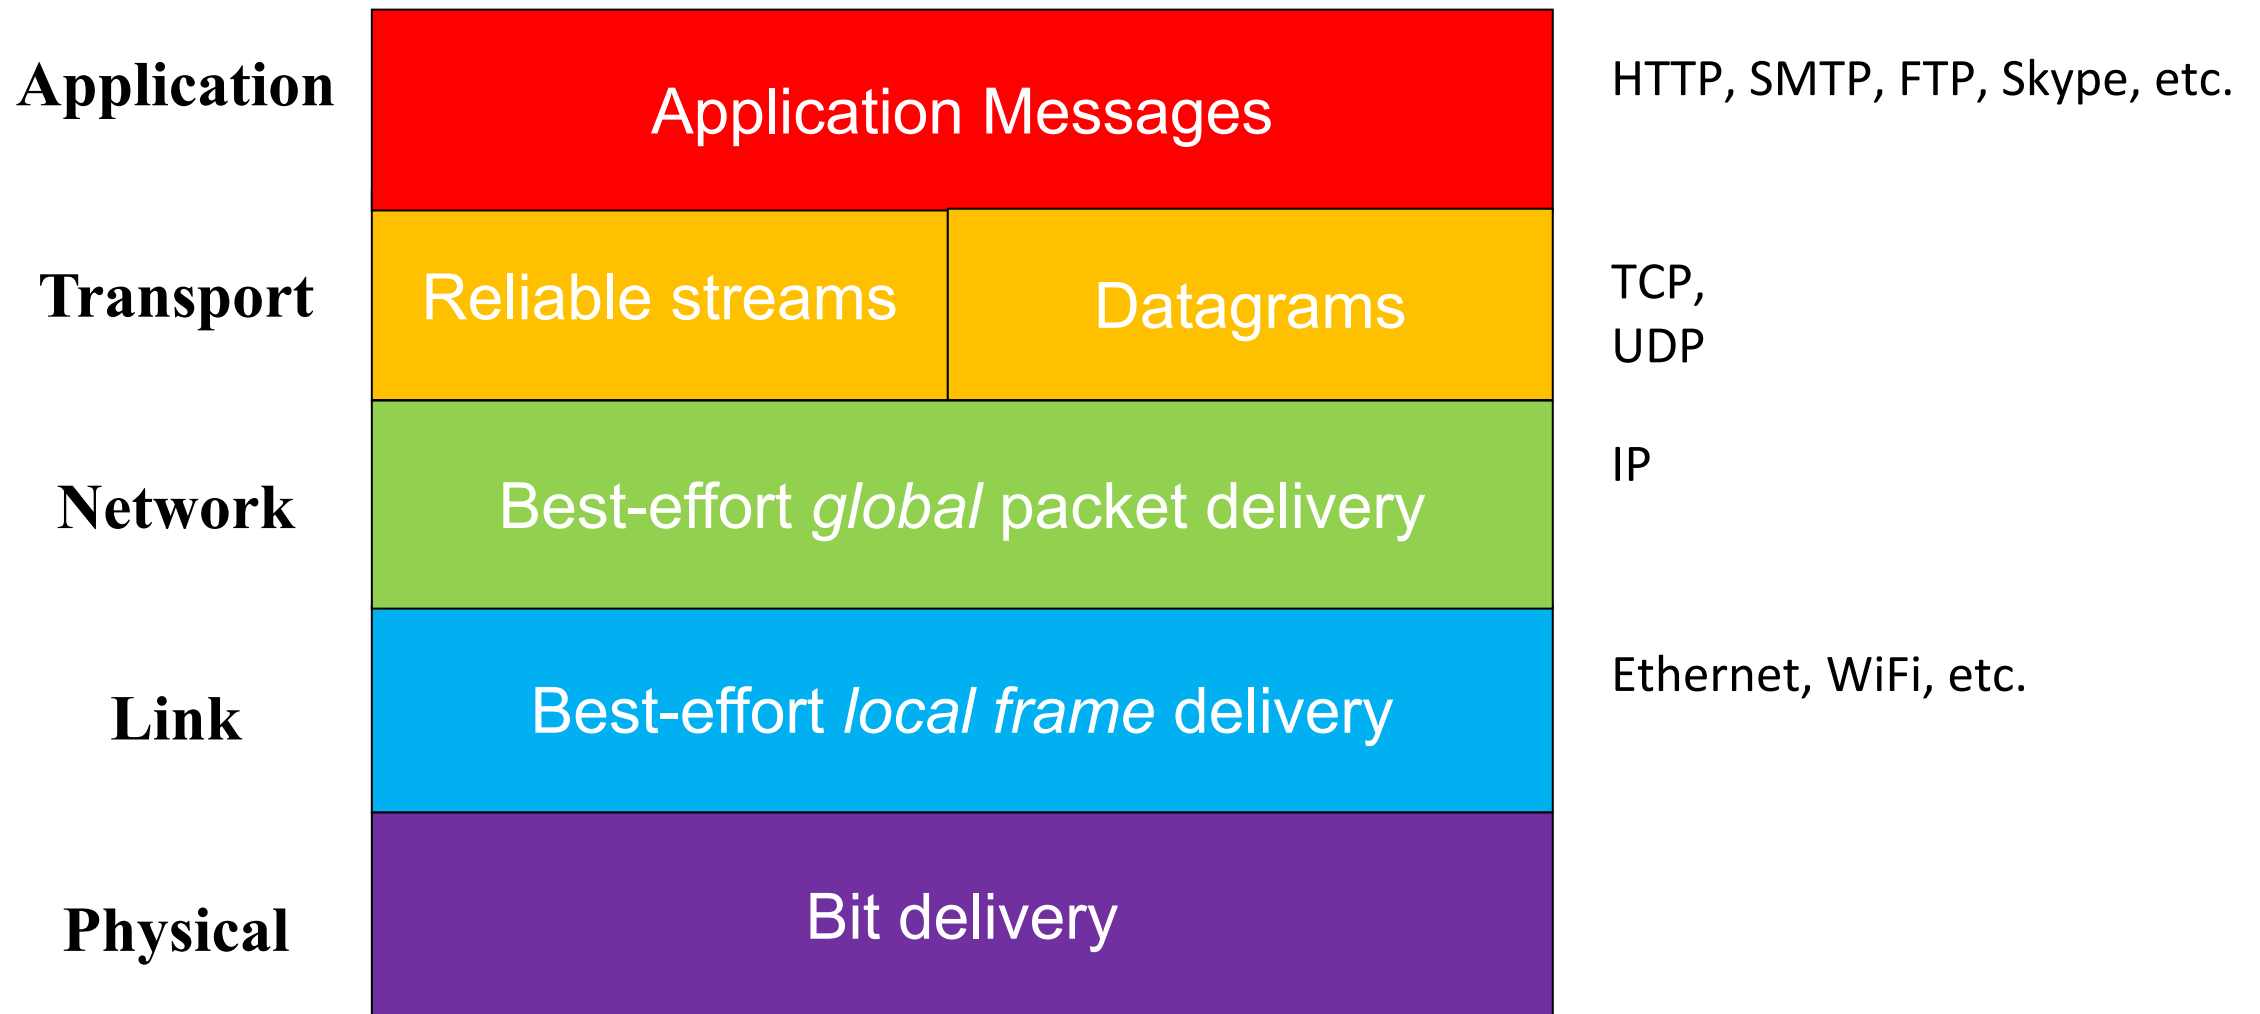 Application
Application Messages
HTTP, SMTP, FTP, Skype, etc.
Transport
Reliable streams
Datagrams
TCP,
UDP
Network
Best-effort global packet delivery
IP
Link
Best-effort local frame delivery
Ethernet, WiFi, etc.
Physical
Bit delivery